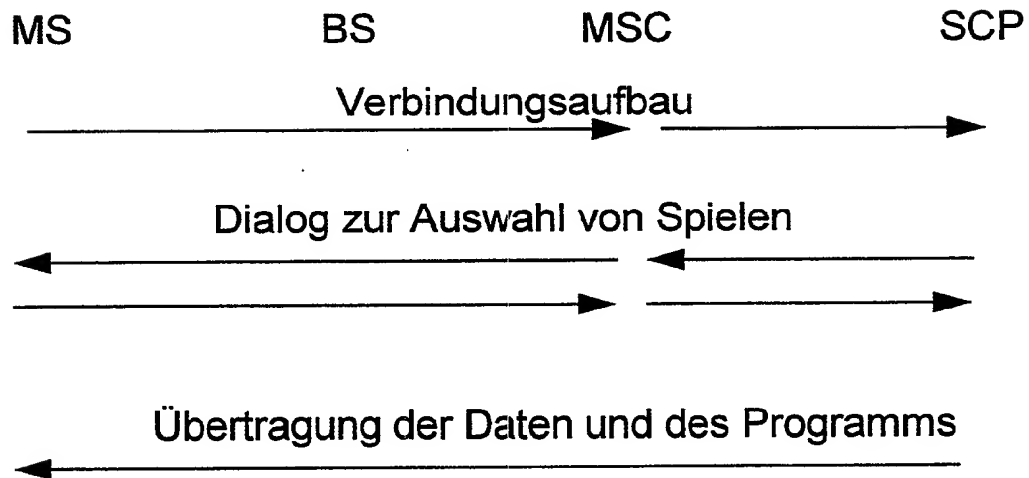 MS BS MSC SCP
Verbindungsaufbau
Dialog zur Auswahl von Spielen
Übertragung der Daten und des Programms